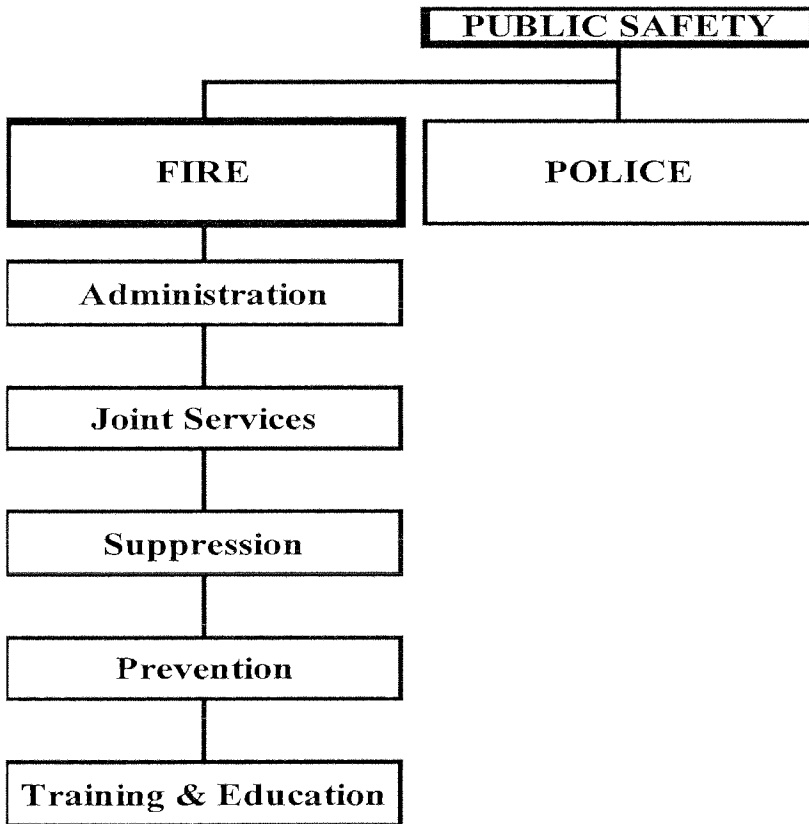 PUBLIC SAFETY
FIRE
POLICE
Administration
Joint Services
Suppression
Prevention
Training & Education